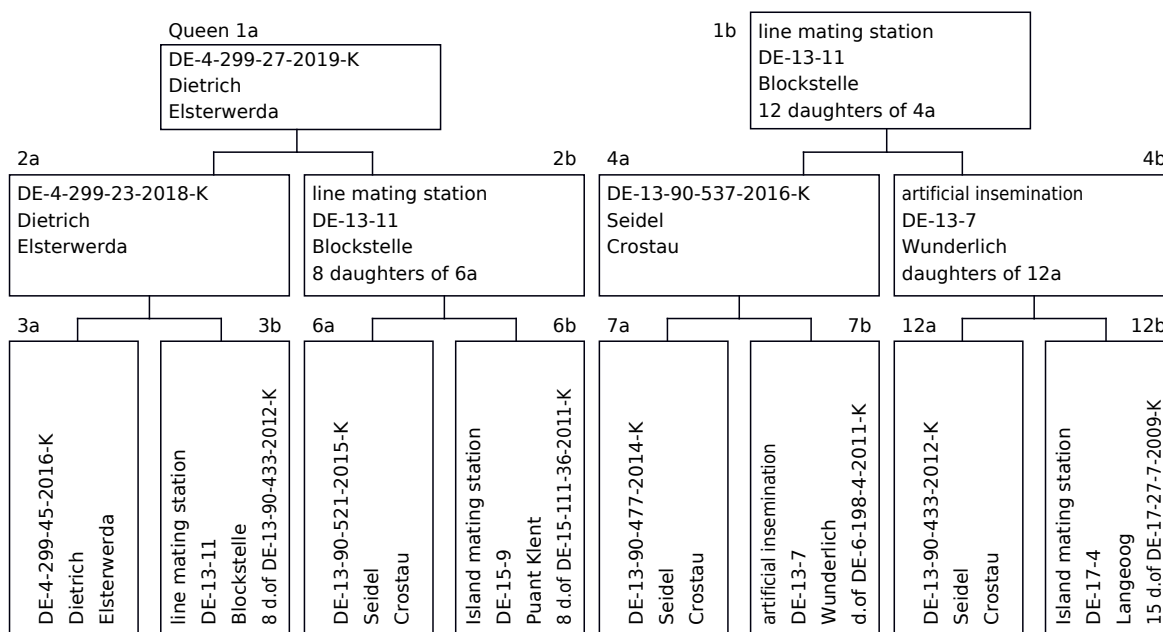 Queen 1a
DE-4-299-27-2019-K
Dietrich
Elsterwerda
1b
line mating station
DE-13-11
Blockstelle
12 daughters of 4a
2a
DE-4-299-23-2018-K
Dietrich
Elsterwerda
2b
line mating station
DE-13-11
Blockstelle
8 daughters of 6a
4a
DE-13-90-537-2016-K
Seidel
Crostau
4b
artificial insemination
DE-13-7
Wunderlich
daughters of 12a
3a
DE-4-299-45-2016-K
Dietrich
Elsterwerda
3b
line mating station
DE-13-11
Blockstelle
8 d.of DE-13-90-433-2012-K
6a
DE-13-90-521-2015-K
Seidel
Crostau
6b
Island mating station
DE-15-9
Puant Klent
8 d.of DE-15-111-36-2011-K
7a
DE-13-90-477-2014-K
Seidel
Crostau
7b
artificial insemination
DE-13-7
Wunderlich
d.of DE-6-198-4-2011-K
12a
DE-13-90-433-2012-K
Seidel
Crostau
12b
Island mating station
DE-17-4
Langeoog
15 d.of DE-17-27-7-2009-K